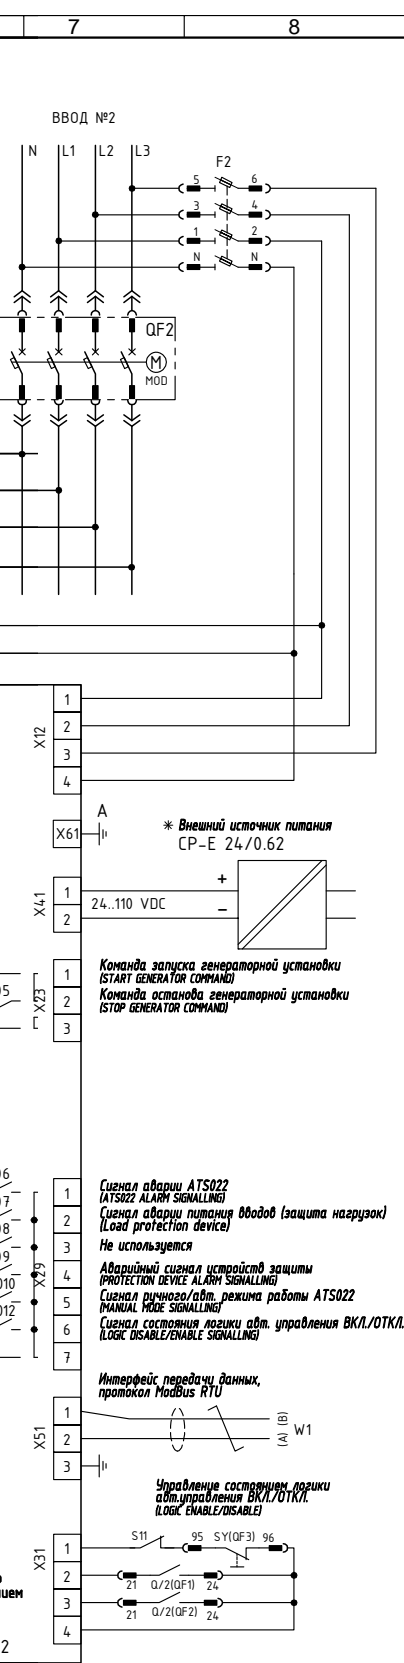 7 8
ВВОД №2
N L1 L2 L3
F2
5 6
3 4
1 2
N N
QF2
M
MOD
X12
1
2
3
4
A
X61
* Внешний источник питания
CP-E 24/0.62
X41
1
2
24..110 VDC
+
−
X23
1
2
3
05
Команда запуска генераторной установки
(START GENERATOR COMMAND)
Команда останова генераторной установки
(STOP GENERATOR COMMAND)
06
07
08
09
010
012
X29
1
2
3
4
5
6
7
Сигнал аварии ATS022
(ATS022 ALARM SIGNALLING)
Сигнал аварии питания вводов (защита нагрузок)
(Load protection device)
Не используется
Аварийный сигнал устройств защиты
(PROTECTION DEVICE ALARM SIGNALLING)
Сигнал ручного/авт. режима работы ATS022
(MANUAL MODE SIGNALLING)
Сигнал состояния логики авт. управления ВКЛ./ОТКЛ.
(LOGIC DISABLE/ENABLE SIGNALLING)
Интерфейс передачи данных,
протокол ModBus RTU
X51
1
2
3
(A) (B)
W1
Управление состоянием логики
авт.управления ВКЛ./ОТКЛ.
(LOGIC ENABLE/DISABLE)
X31
1
2
3
4
S11 95 SY(QF3) 96
21 Q/2(QF1) 24
21 Q/2(QF2) 24
2